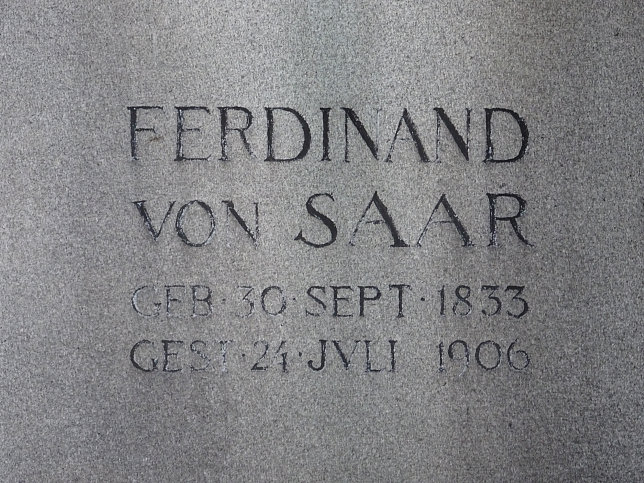 FERDINAND
VON SAAR
GEB·30·SEPT·1833
GEST·24·JVLI 1906